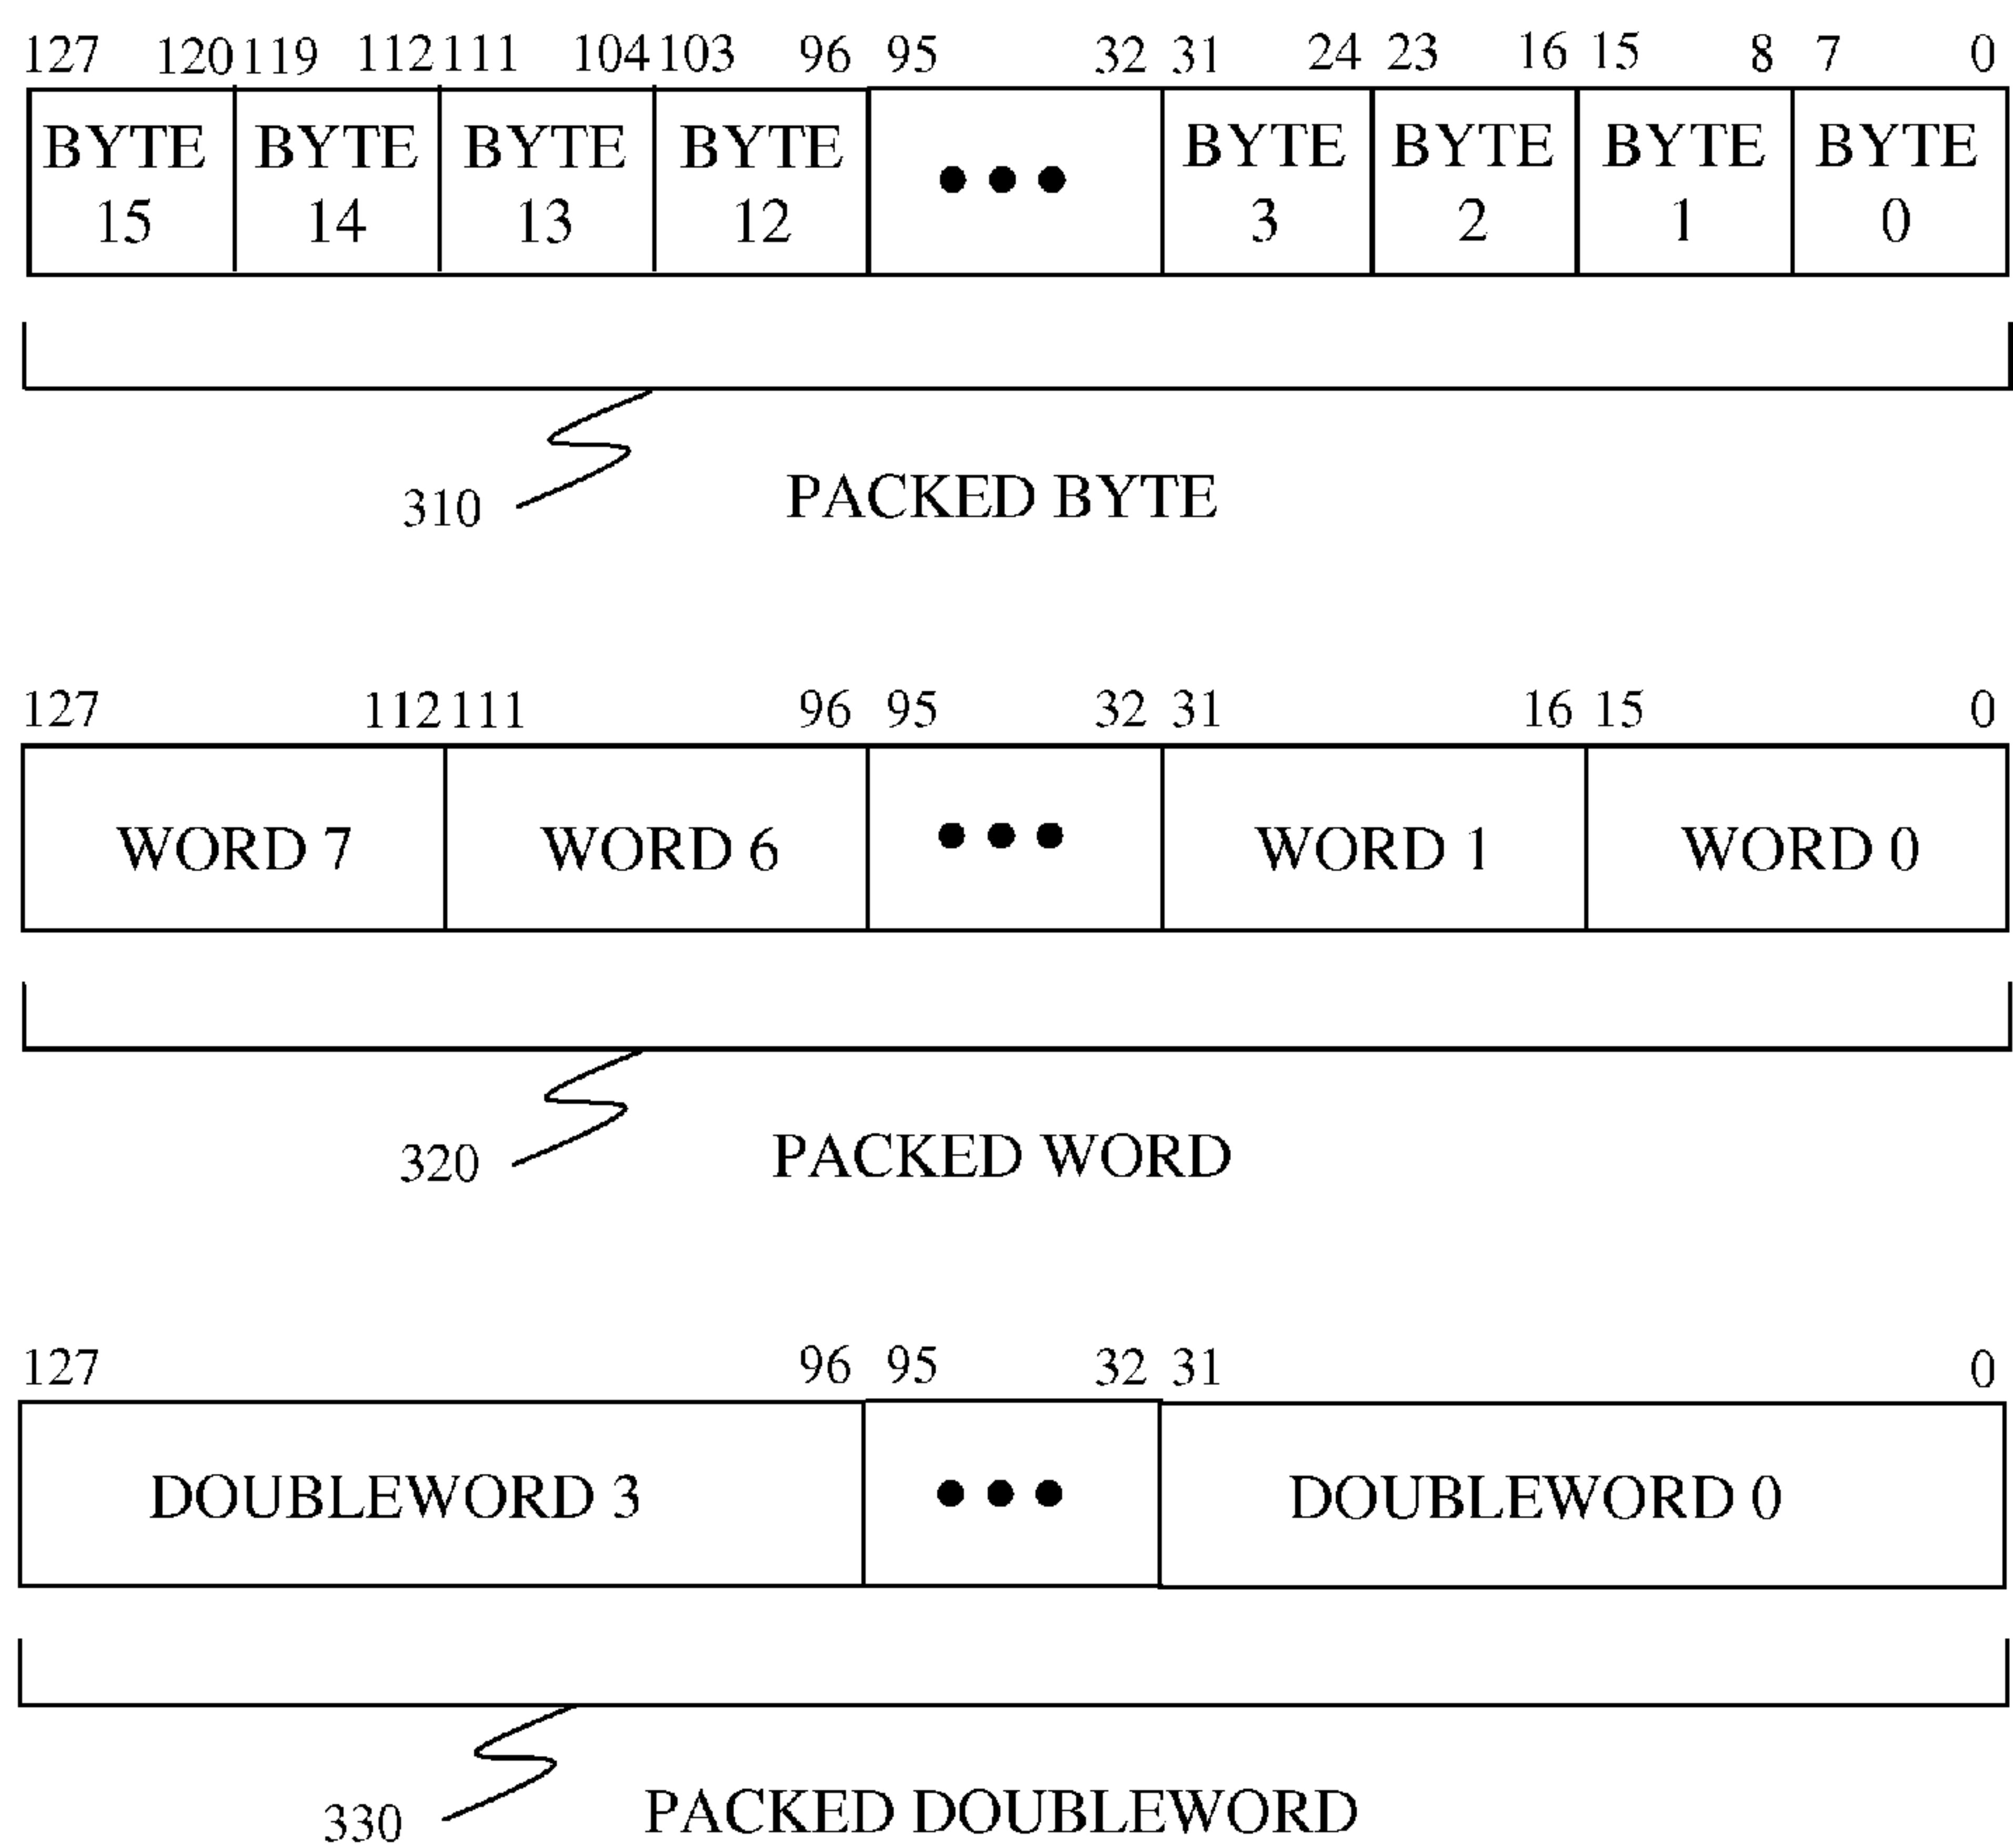 127 120 119 112 111 104 103 96 95 32 31 24 23 16 15 8 7 0
BYTE BYTE BYTE BYTE BYTE BYTE BYTE BYTE
15 14 13 12 ••• 3 2 1 0
310 PACKED BYTE
127 112 111 96 95 32 31 16 15 0
WORD 7 WORD 6 ••• WORD 1 WORD 0
320 PACKED WORD
127 96 95 32 31 0
DOUBLEWORD 3 ••• DOUBLEWORD 0
330 PACKED DOUBLEWORD